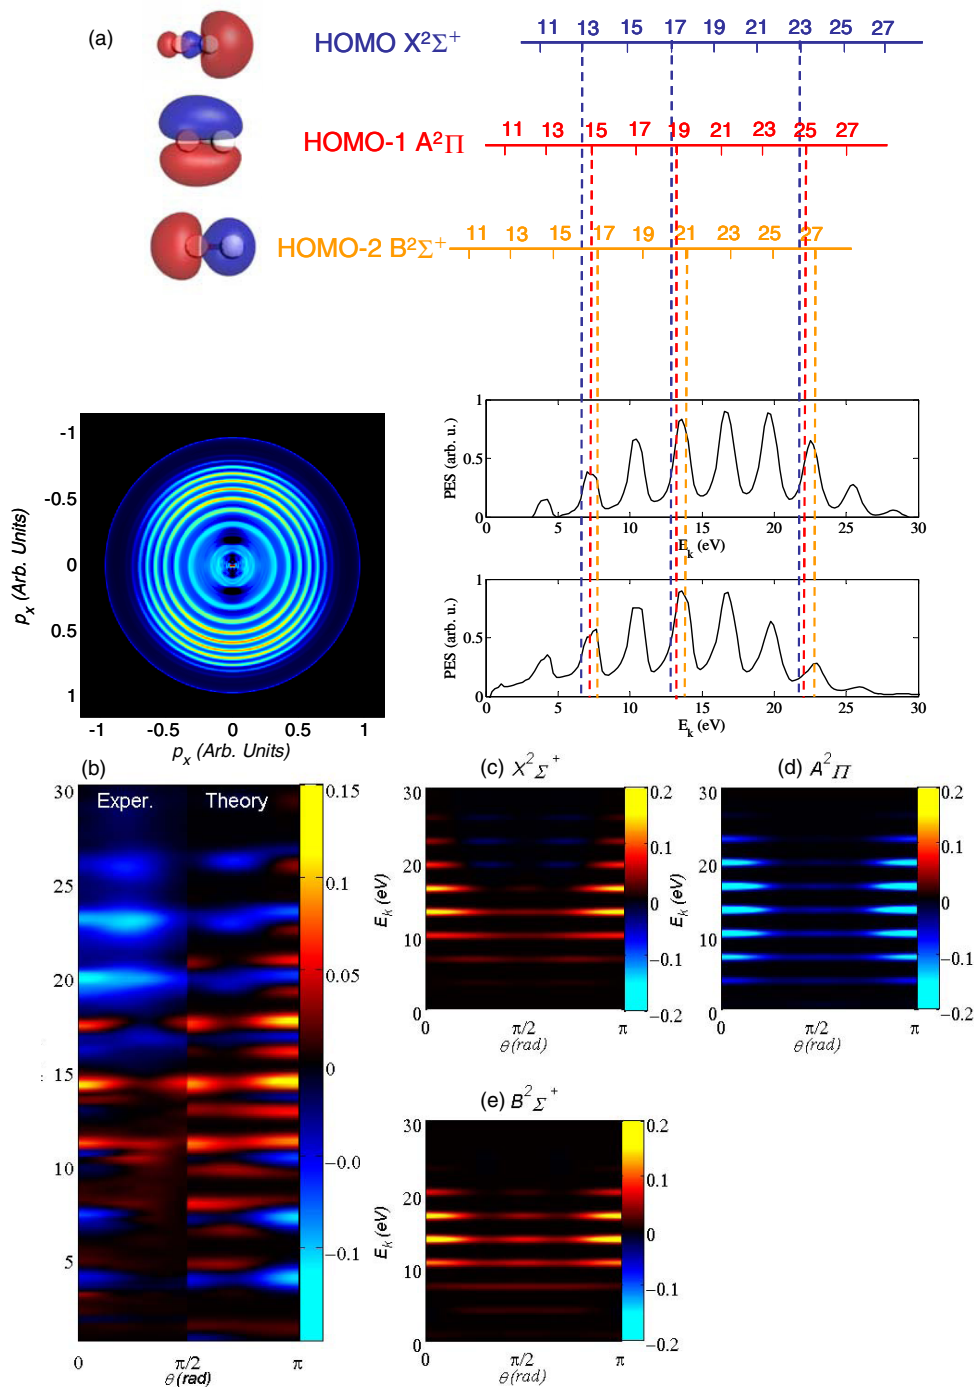 (a)
HOMO X²Σ⁺
11 13 15 17 19 21 23 25 27
HOMO-1 A²Π
11 13 15 17 19 21 23 25 27
HOMO-2 B²Σ⁺
11 13 15 17 19 21 23 25 27
-1
-0.5
0
0.5
1
pₓ (Arb. Units)
-1 -0.5 0 0.5 1
pₓ (Arb. Units)
1
0.5
0
PES (arb. u.)
0 5 10 15 20 25 30
Eₖ (eV)
1
0.5
0
PES (arb. u.)
0 5 10 15 20 25 30
Eₖ (eV)
(b)
Exper. Theory
30
25
20
15
10
5
0 π/2 π
θ(rad)
0.15
0.1
0.05
0
−0.0
−0.1
(c) X²Σ⁺
30
20
10
0
Eₖ (eV)
0 π/2 π
θ(rad)
0.2
0.1
0
−0.1
−0.2
(d) A²Π
30
20
10
0
Eₖ (eV)
0 π/2 π
θ(rad)
0.2
0.1
0
−0.1
−0.2
(e) B²Σ⁺
30
20
10
0
Eₖ (eV)
0 π/2 π
θ(rad)
0.2
0.1
0
−0.1
−0.2